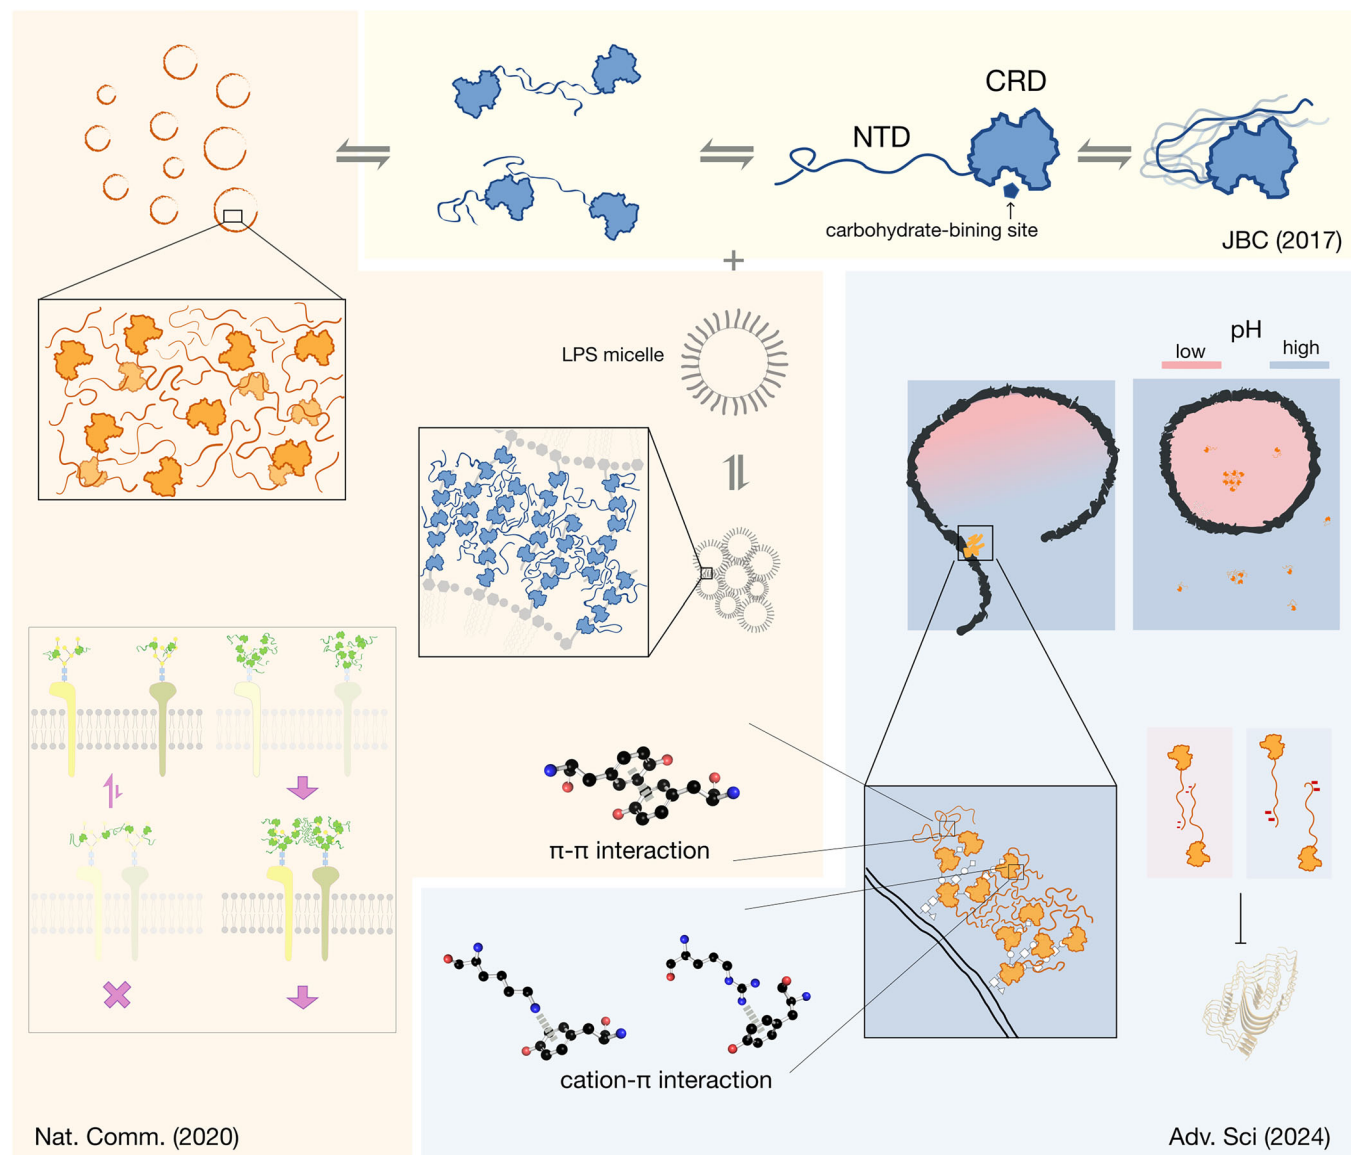 CRD
NTD
carbohydrate-bining site
JBC (2017)
+
LPS micelle
pH
low
high
π-π interaction
cation-π interaction
Nat. Comm. (2020)
Adv. Sci (2024)